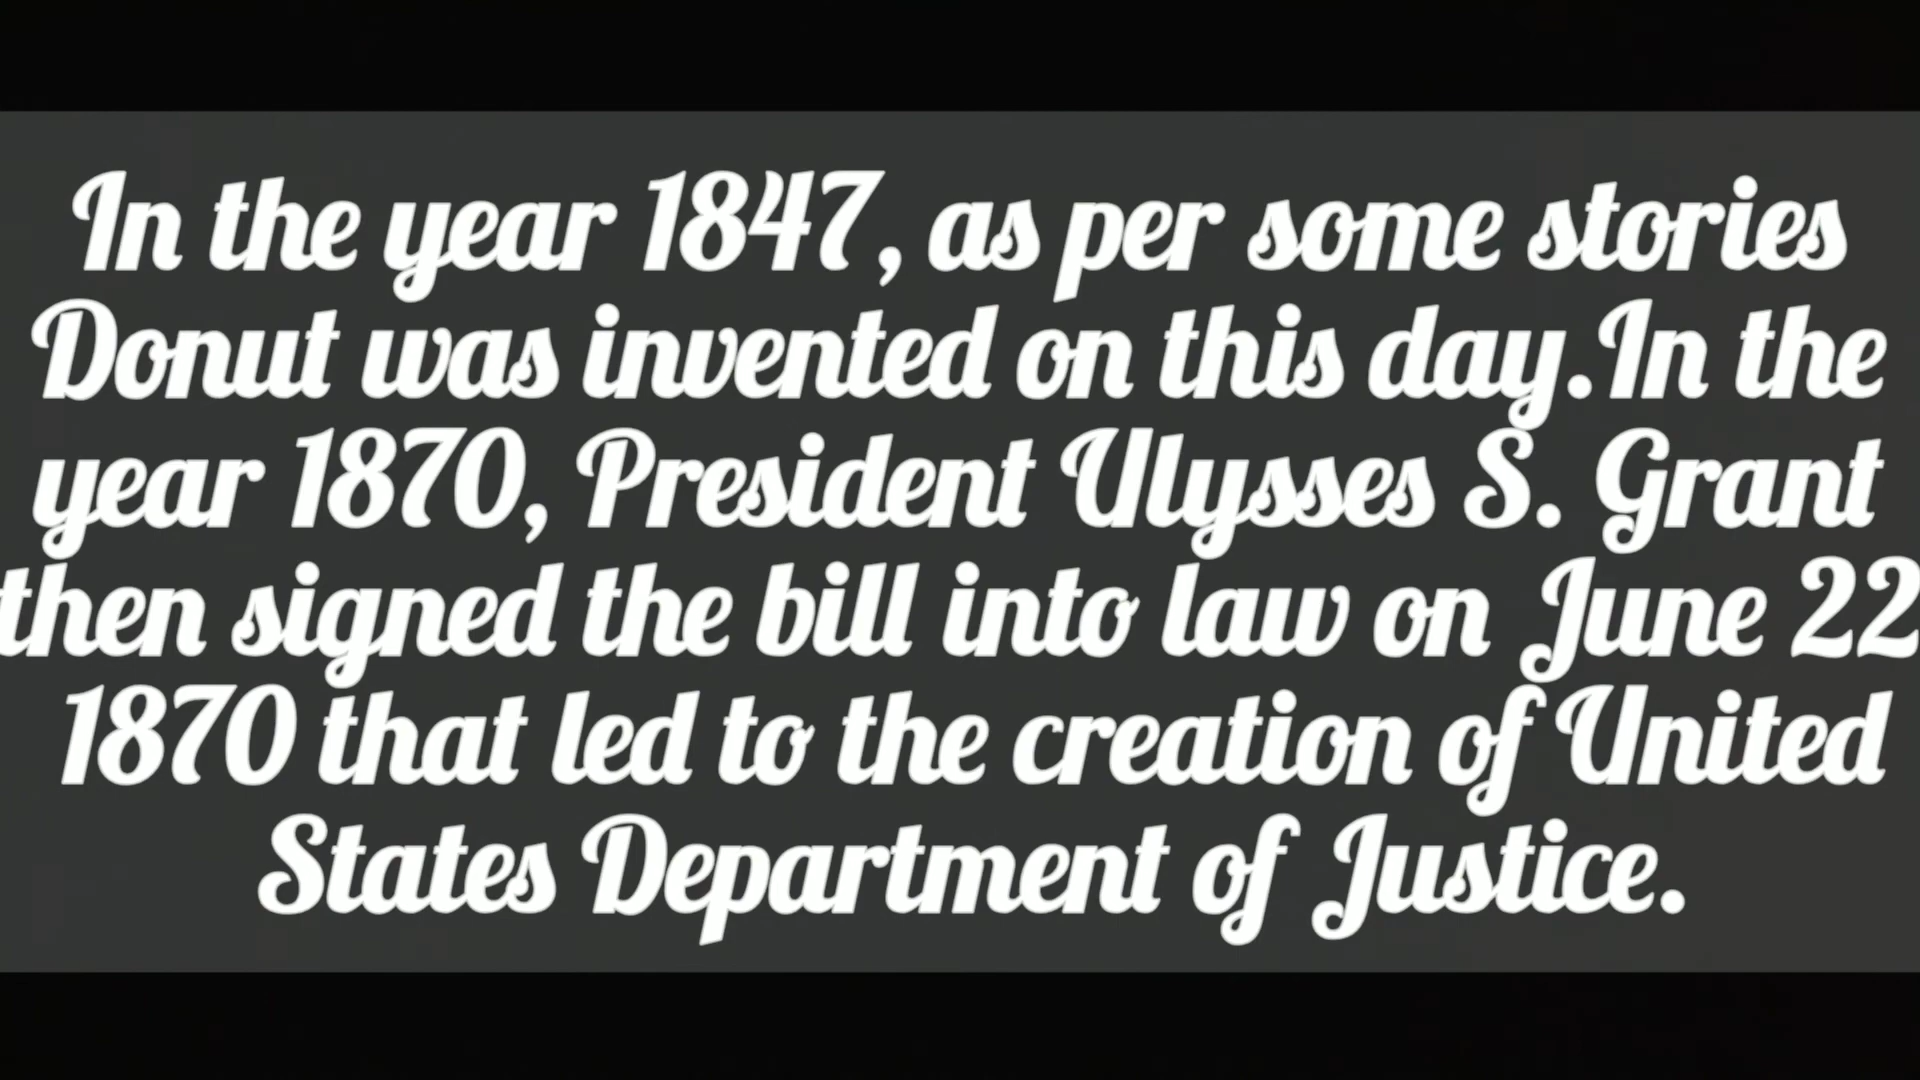 In the year 1847, as per some stories
Donut was invented on this day.In the
year 1870, President Ulysses S. Grant
then signed the bill into law on June 22
1870 that led to the creation of United
States Department of Justice.